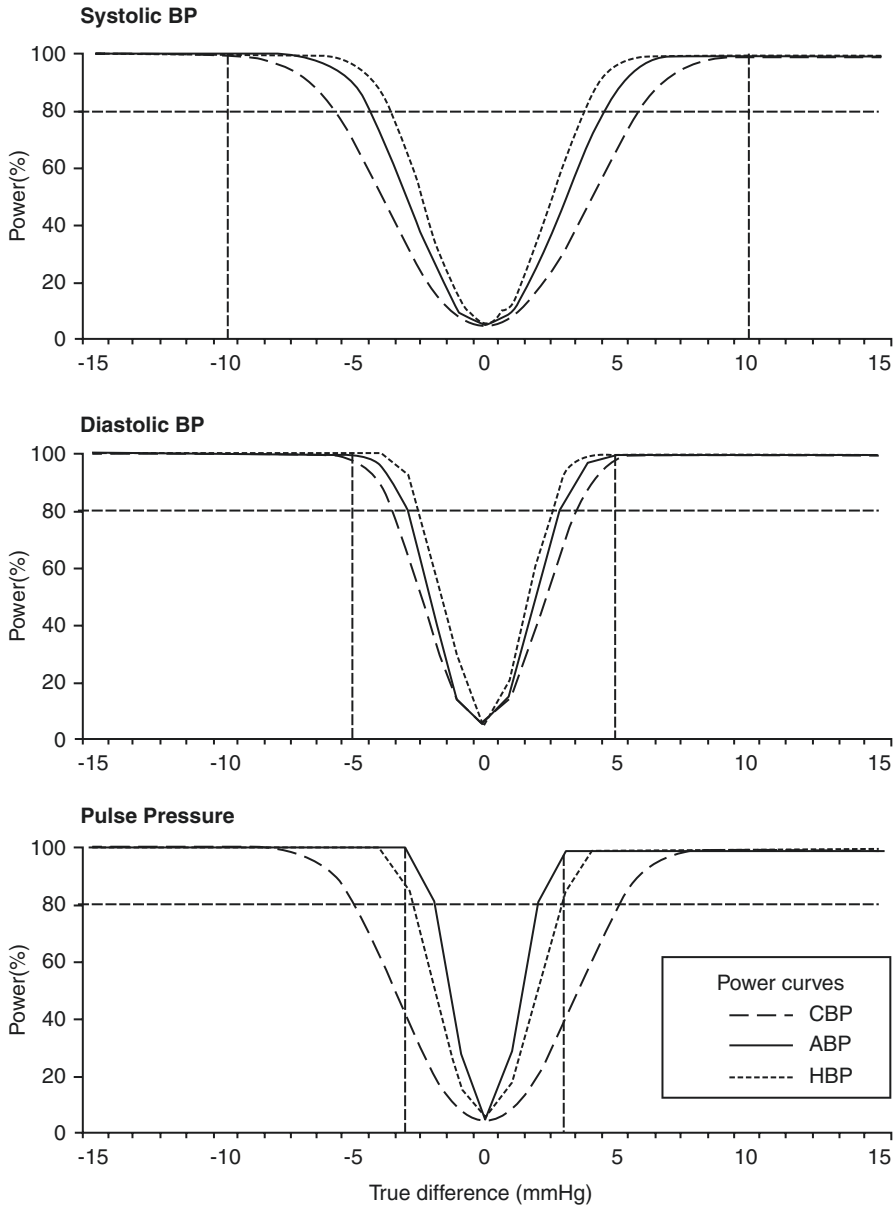 Systolic BP
100
80
60
40
20
0
Power(%)
-15 -10 -5 0 5 10 15
Diastolic BP
100
80
60
40
20
0
Power(%)
-15 -10 -5 0 5 10 15
Pulse Pressure
100
80
60
40
20
0
Power(%)
Power curves
CBP
ABP
HBP
-15 -10 -5 0 5 10 15
True difference (mmHg)